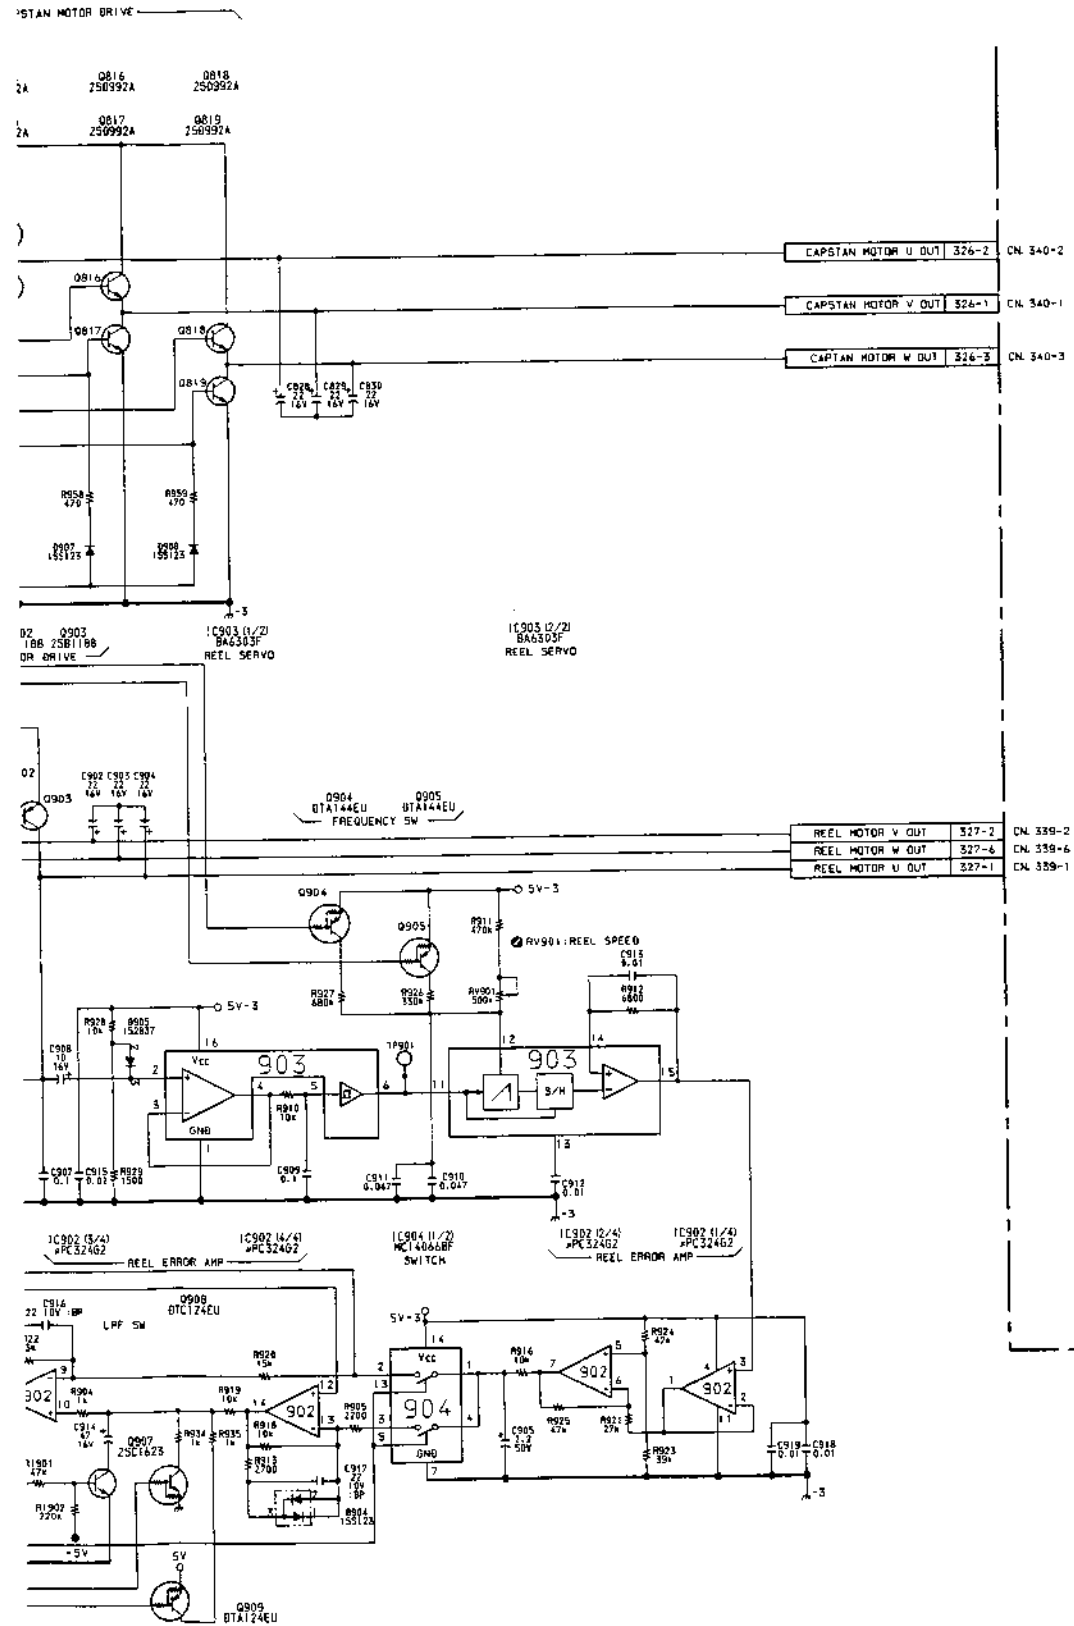 PSTAN MOTOR DRIVE
2A
Q816
2SD992A
Q818
2SD992A
2A
Q817
2SD992A
Q819
2SD992A
CAPSTAN MOTOR U OUT 326-2 CN. 340-2
Q816
CAPSTAN MOTOR V OUT 326-1 CN. 340-1
Q817
Q818
CAPTAN MOTOR W OUT 326-3 CN. 340-3
Q819
C828
22
16V
C829
22
16V
C830
22
16V
R958
470
R959
470
D907
1SS123
D908
1SS123
-3
02 Q903
188 2SB1188
OR DRIVE
IC903 (1/2)
BA6303F
REEL SERVO
IC903 (2/2)
BA6303F
REEL SERVO
02
Q903
C902
22
16V
C903
22
16V
C904
22
16V
Q904
DTA144EU
Q905
DTA144EU
FREQUENCY SW
REEL MOTOR V OUT 327-2 CN. 339-2
REEL MOTOR W OUT 327-6 CN. 339-6
REEL MOTOR U OUT 327-1 CN. 339-1
5V-3
Q904
Q905
R911
470k
RV901:REEL SPEED
C913
0.01
R912
6800
R927
680k
R926
330k
RV901
500k
5V-3
R928
10k
D905
1S2837
C908
10
16V
2
3
16
VCC
903
2
3
4
5
6
R910
10k
GND
1
TP901
11
12
903
S/H
14
15
13
C907
0.1
C915
0.02
R929
1500
C909
0.1
C911
0.047
C910
0.047
C912
0.01
-3
IC902 (3/4)
µPC324G2
IC902 (4/4)
µPC324G2
REEL ERROR AMP
IC904 (1/2)
MC14066BF
SWITCH
IC902 (2/4)
µPC324G2
IC902 (1/4)
µPC324G2
REEL ERROR AMP
C916
22 10V :BP
Q908
DTC124EU
LPF SW
5V-3
14
VCC
904
2
13
3
5
1
4
GND
7
R920
15k
R916
10k
R924
47k
902
9
10
R904
1k
R919
10k
14
902
12
13
R905
2200
7
902
5
6
1
902
4
3
2
11
C914
47
16V
Q907
2SC1623
R934
1k
R935
1k
R918
10k
R913
2700
C917
22
10V
:BP
C905
2.2
50V
R925
47k
R923
39k
C919
0.01
C918
0.01
R1901
47k
R1902
220k
3
2
D904
1SS123
-3
-5V
5V
Q909
DTA124EU